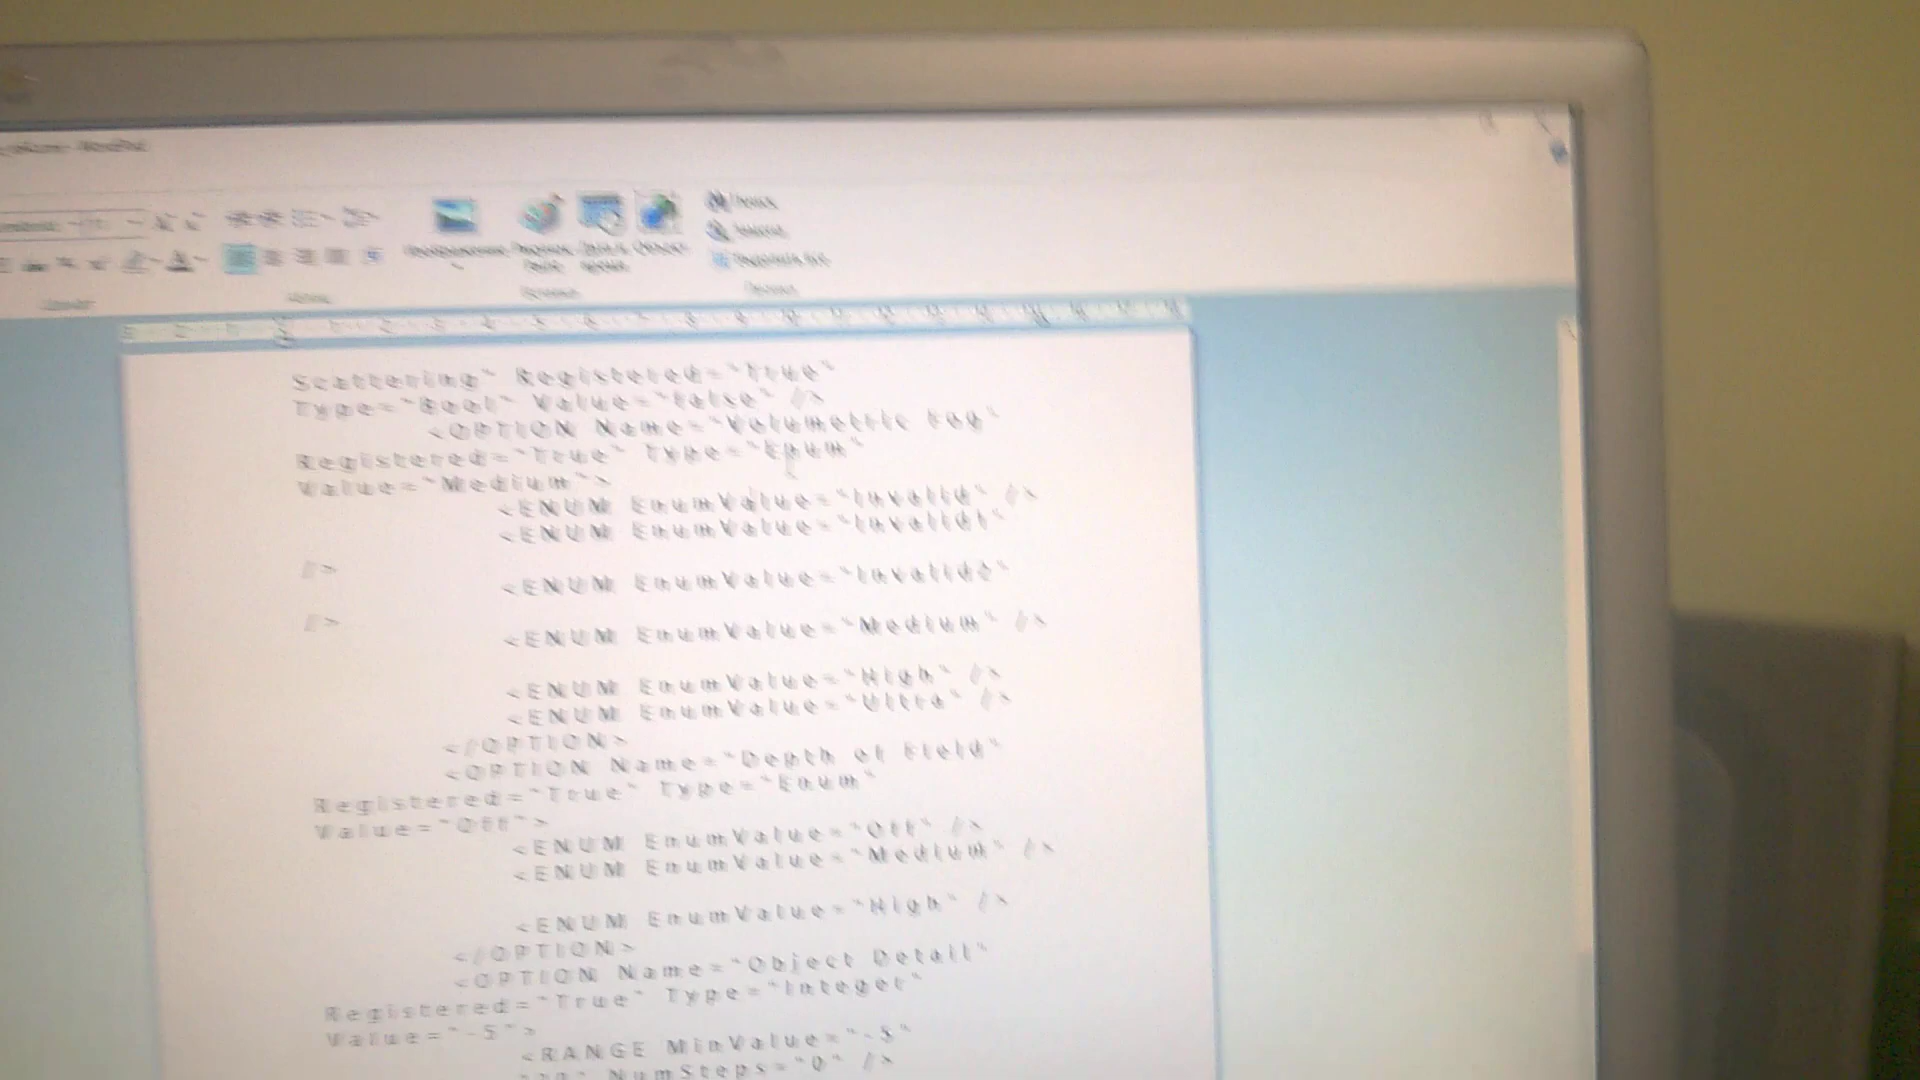 WordPad
Scattering" Registered="True"
Type="Bool" Value="false" />
<OPTION Name="Volumetric Fog"
Registered="True" Type="Enum"
Value="Medium">
<ENUM EnumValue="Invalid" />
<ENUM EnumValue="Invalid1"
/>
<ENUM EnumValue="Invalid2"
/>
<ENUM EnumValue="Medium" />
<ENUM EnumValue="High" />
<ENUM EnumValue="Ultra" />
</OPTION>
<OPTION Name="Depth of Field"
Registered="True" Type="Enum"
Value="Off">
<ENUM EnumValue="Off" />
<ENUM EnumValue="Medium" />
<ENUM EnumValue="High" />
</OPTION>
<OPTION Name="Object Detail"
Registered="True" Type="Integer"
Value="-5">
<RANGE MinValue="-5"
NumSteps="0" />